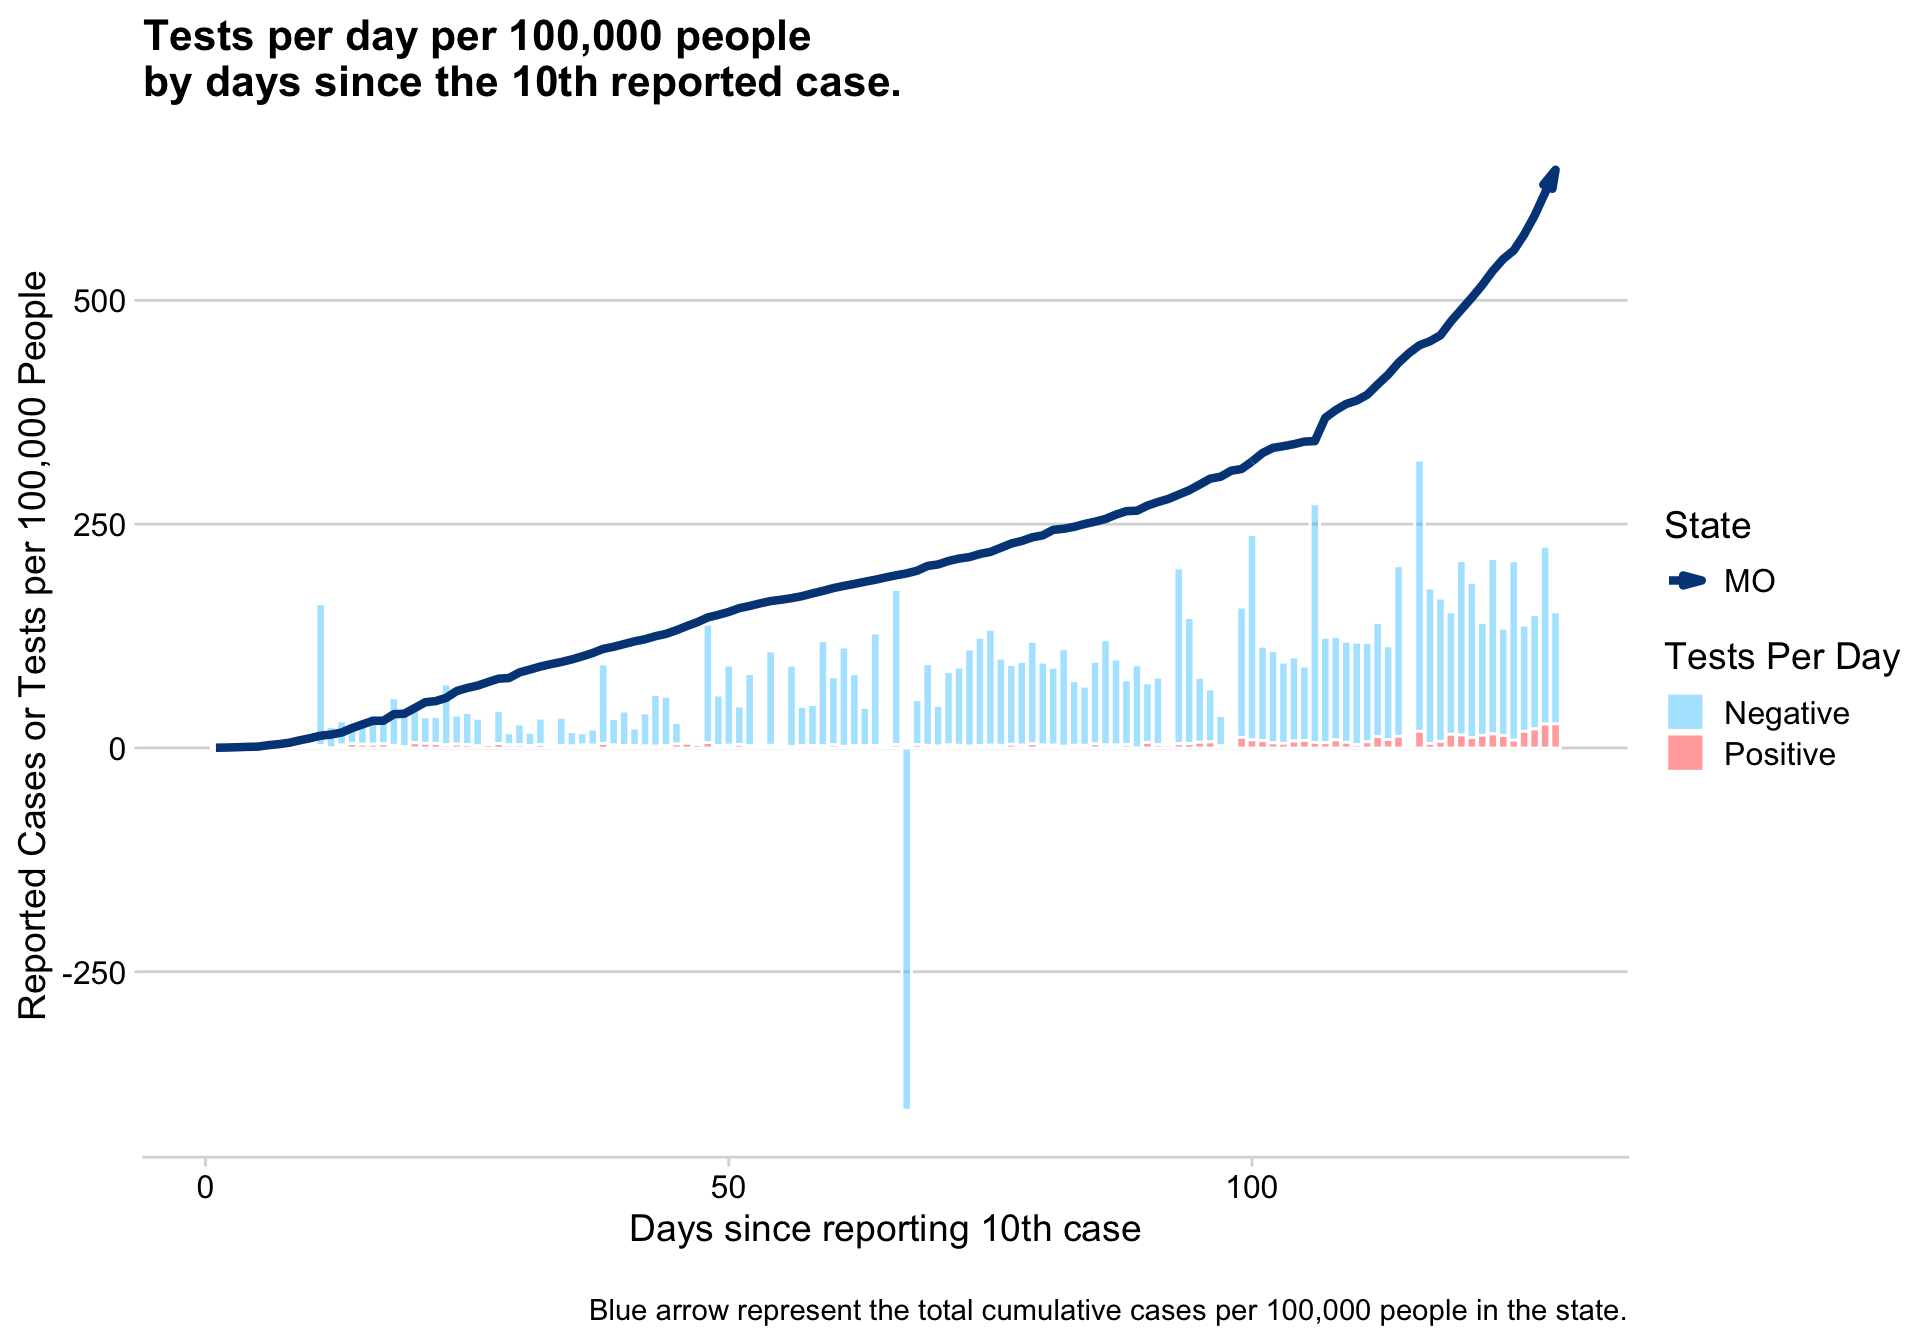 Tests per day per 100,000 people
by days since the 10th reported case.
Reported Cases or Tests per 100,000 People
500
250
0
-250
0
50
100
Days since reporting 10th case
State
MO
Tests Per Day
Negative
Positive
Blue arrow represent the total cumulative cases per 100,000 people in the state.